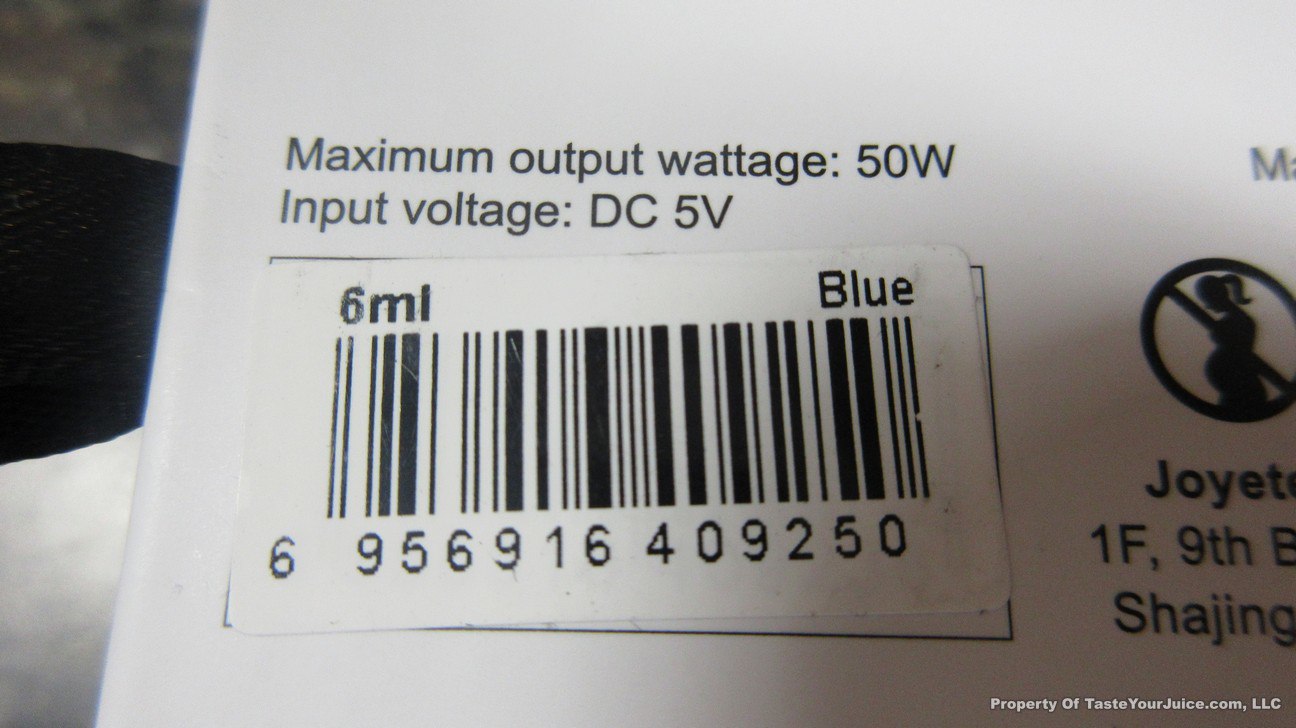 Maximum output wattage: 50W
Input voltage: DC 5V
6ml
Blue
6 956916 409250
1F, 9th
Shajing
Property Of TasteYourJuice.com, LLC